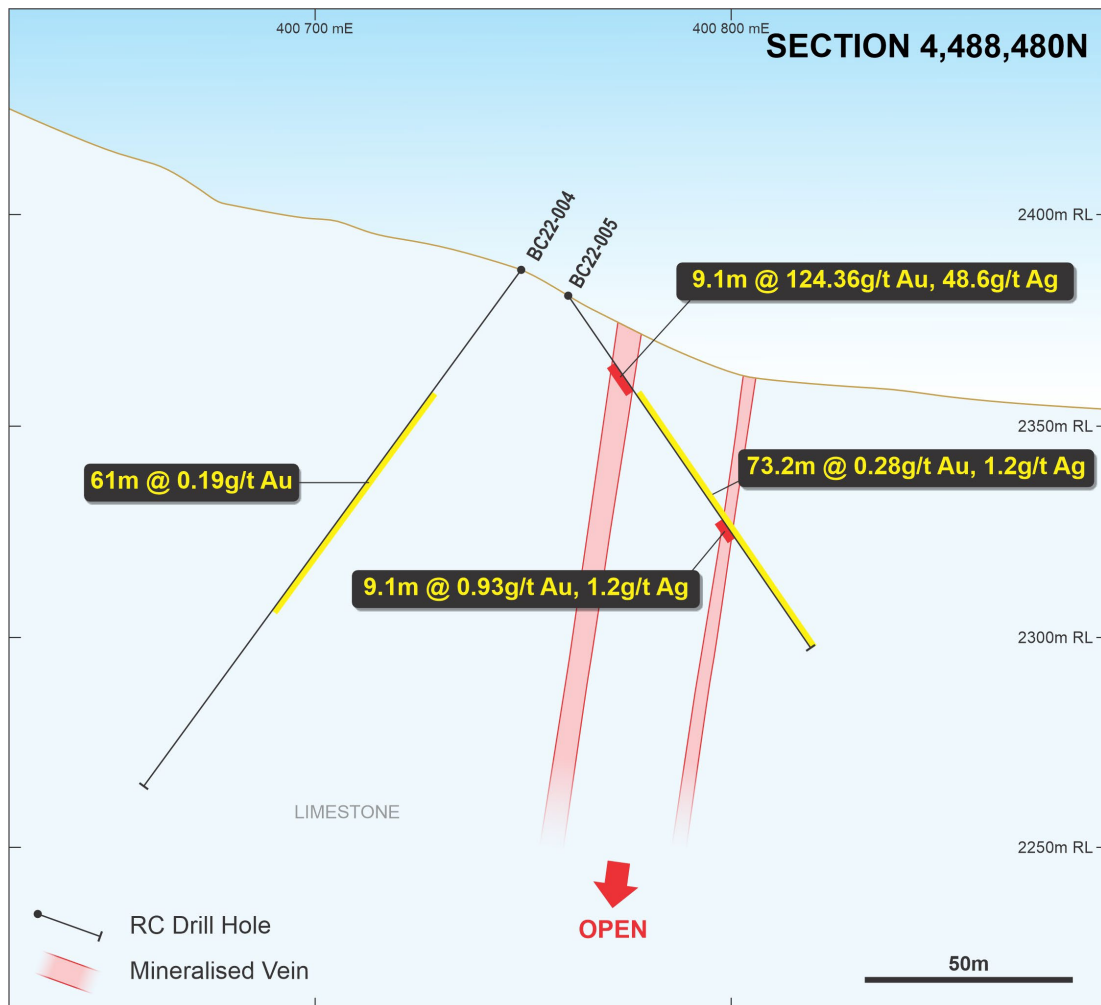 400 700 mE
400 800 mE
SECTION 4,488,480N
2400m RL
BC22-004
BC22-005
9.1m @ 124.36g/t Au, 48.6g/t Ag
2350m RL
61m @ 0.19g/t Au
73.2m @ 0.28g/t Au, 1.2g/t Ag
9.1m @ 0.93g/t Au, 1.2g/t Ag
2300m RL
LIMESTONE
2250m RL
OPEN
RC Drill Hole
Mineralised Vein
50m